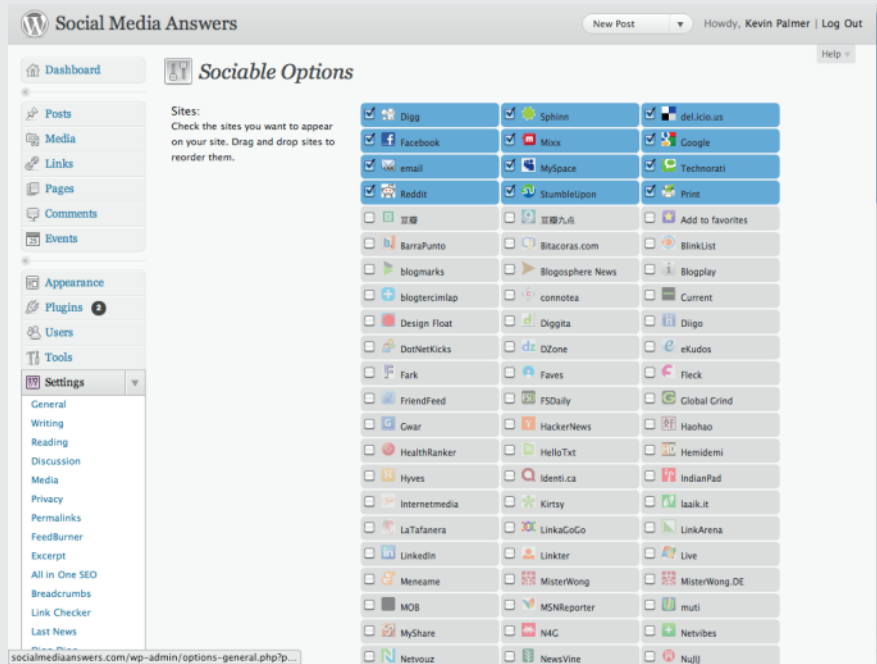 Social Media Answers
New Post
Howdy, Kevin Palmer | Log Out
Help
Dashboard
Posts
Media
Links
Pages
Comments
Events
Appearance
Plugins 2
Users
Tools
Settings
General
Writing
Reading
Discussion
Media
Privacy
Permalinks
FeedBurner
Excerpt
All in One SEO
Breadcrumbs
Link Checker
Last News
Sociable Options
Sites:
Check the sites you want to appear
on your site. Drag and drop sites to
reorder them.
Digg Sphinn del.icio.us
Facebook Mixx Google
email MySpace Technorati
Reddit StumbleUpon Print
豆瓣 豆瓣九点 Add to favorites
BarraPunto Bitacoras.com BlinkList
blogmarks Blogosphere News Blogplay
blogtercimlap connotea Current
Design Float Diggita Diigo
DotNetKicks DZone eKudos
Fark Faves Fleck
FriendFeed FSDaily Global Grind
Gwar HackerNews Haohao
HealthRanker HelloTxt Hemidemi
Hyves Identi.ca IndianPad
Internetmedia Kirtsy laaik.it
LaTafanera LinkaGoGo LinkArena
LinkedIn Linkter Live
Meneame MisterWong MisterWong.DE
MOB MSNReporter muti
MyShare N4G Netvibes
Netvouz NewsVine NuJIJ
socialmediaanswers.com/wp-admin/options-general.php?p...